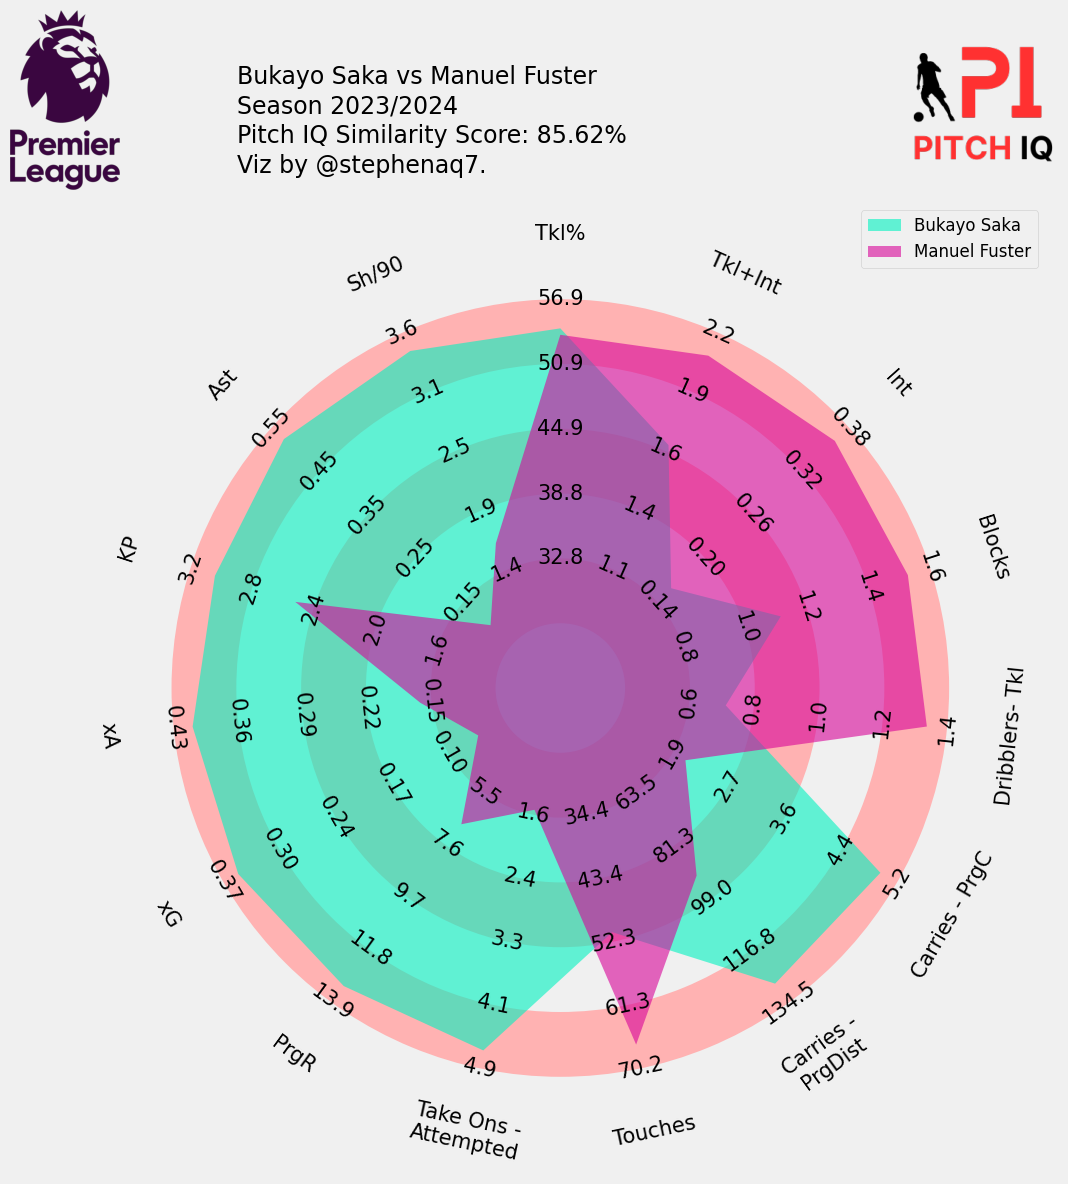 Premier
League
Bukayo Saka vs Manuel Fuster
Season 2023/2024
Pitch IQ Similarity Score: 85.62%
Viz by @stephenaq7.
PI
PITCH IQ
Bukayo Saka
Manuel Fuster
Tkl%
56.9
50.9
44.9
38.8
32.8
Tkl+Int
2.2
1.9
1.6
1.4
1.1
Int
0.38
0.32
0.26
0.20
0.14
Blocks
1.6
1.4
1.2
1.0
0.8
Dribblers- Tkl
1.4
1.2
1.0
0.8
0.6
Carries - PrgC
5.2
4.4
3.6
2.7
1.9
Carries -
PrgDist
134.5
116.8
99.0
81.3
63.5
Touches
70.2
61.3
52.3
43.4
34.4
Take Ons -
Attempted
4.9
4.1
3.3
2.4
1.6
PrgR
13.9
11.8
9.7
7.6
5.5
xG
0.37
0.30
0.24
0.17
0.10
xA
0.43
0.36
0.29
0.22
0.15
KP
3.2
2.8
2.4
2.0
1.6
Ast
0.55
0.45
0.35
0.25
0.15
Sh/90
3.6
3.1
2.5
1.9
1.4